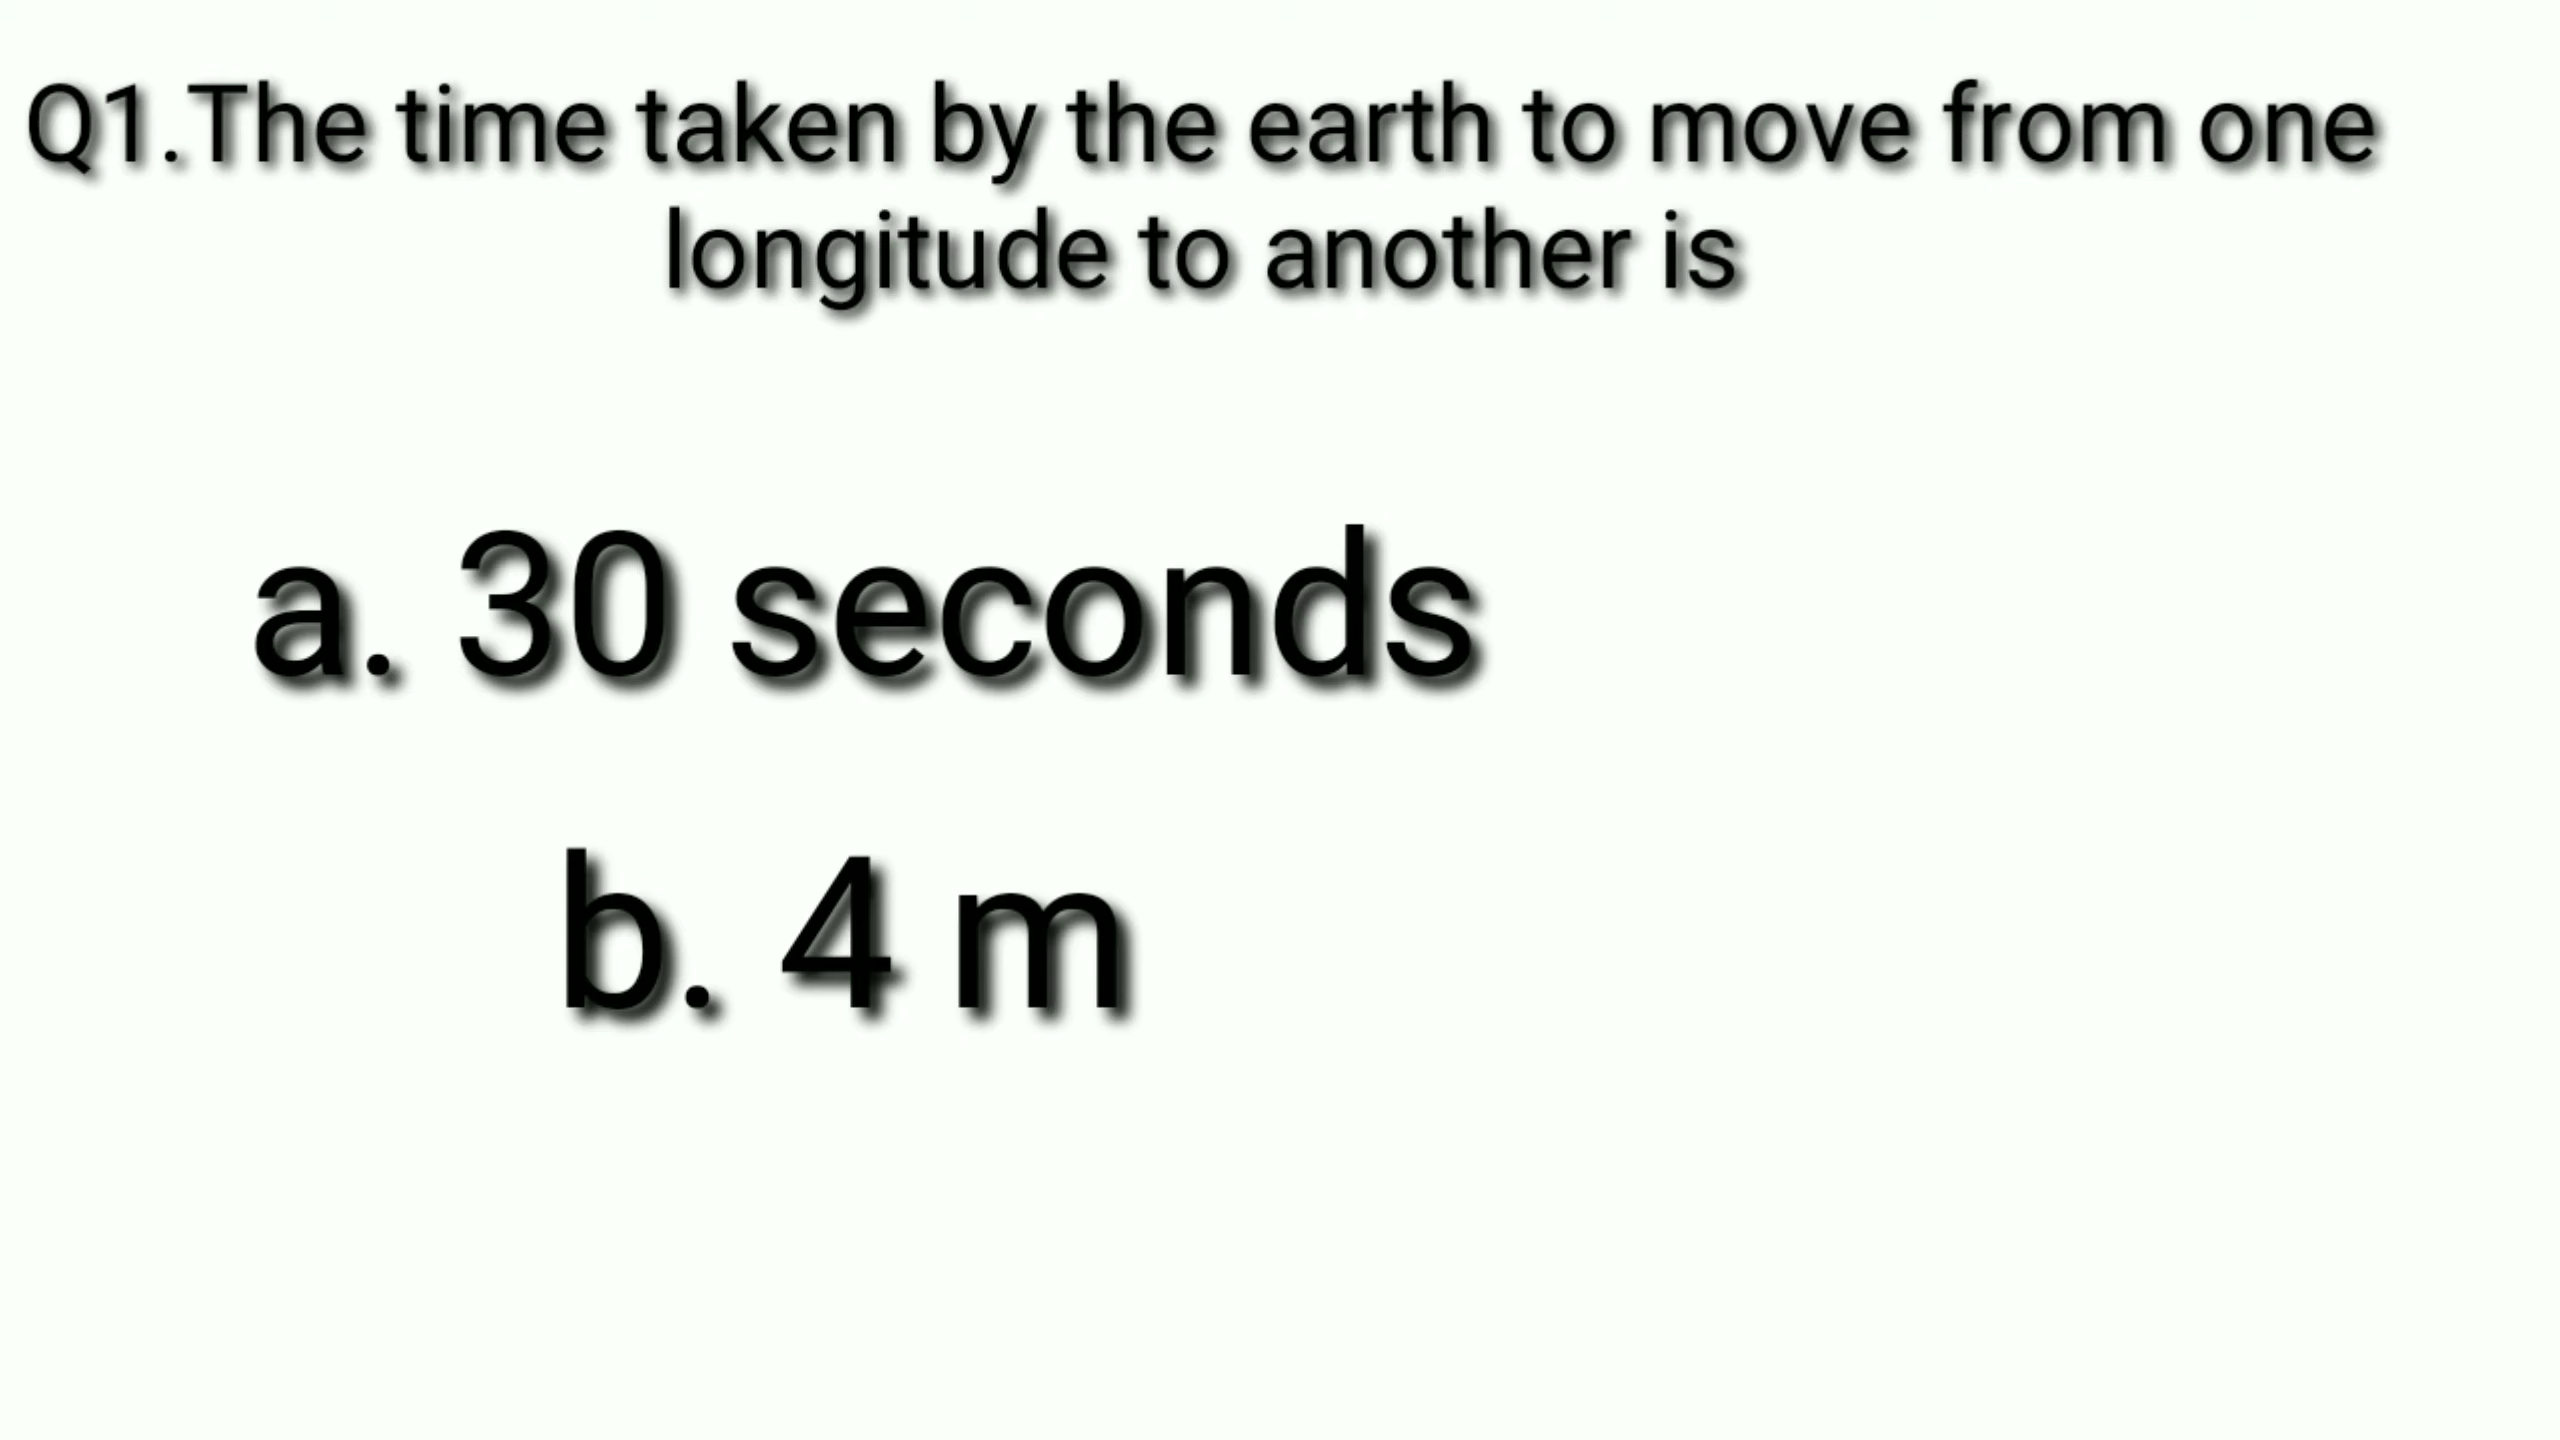 Q1.The time taken by the earth to move from one
longitude to another is
a. 30 seconds
b. 4 m